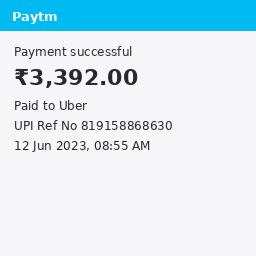 Paytm
Payment successful
₹3,392.00
Paid to Uber
UPI Ref No 819158868630
12 Jun 2023, 08:55 AM